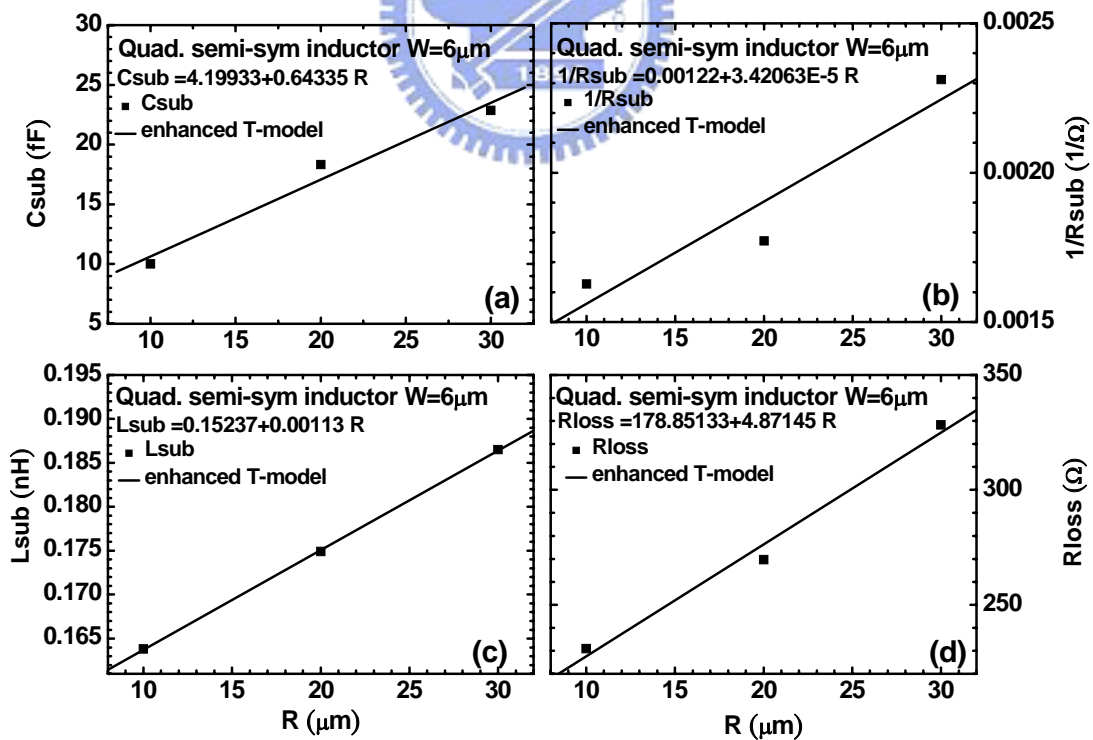 Quad. semi-sym inductor W=6μm
Csub =4.19933+0.64335 R
Csub
enhanced T-model
(a)
Csub (fF)
30
25
20
15
10
5
10 15 20 25 30
Quad. semi-sym inductor W=6μm
1/Rsub =0.00122+3.42063E-5 R
1/Rsub
enhanced T-model
(b)
1/Rsub (1/Ω)
0.0025
0.0020
0.0015
10 15 20 25 30
Quad. semi-sym inductor W=6μm
Lsub =0.15237+0.00113 R
Lsub
enhanced T-model
(c)
Lsub (nH)
0.195
0.190
0.185
0.180
0.175
0.170
0.165
10 15 20 25 30
R (μm)
Quad. semi-sym inductor W=6μm
Rloss =178.85133+4.87145 R
Rloss
enhanced T-model
(d)
Rloss (Ω)
350
300
250
10 15 20 25 30
R (μm)